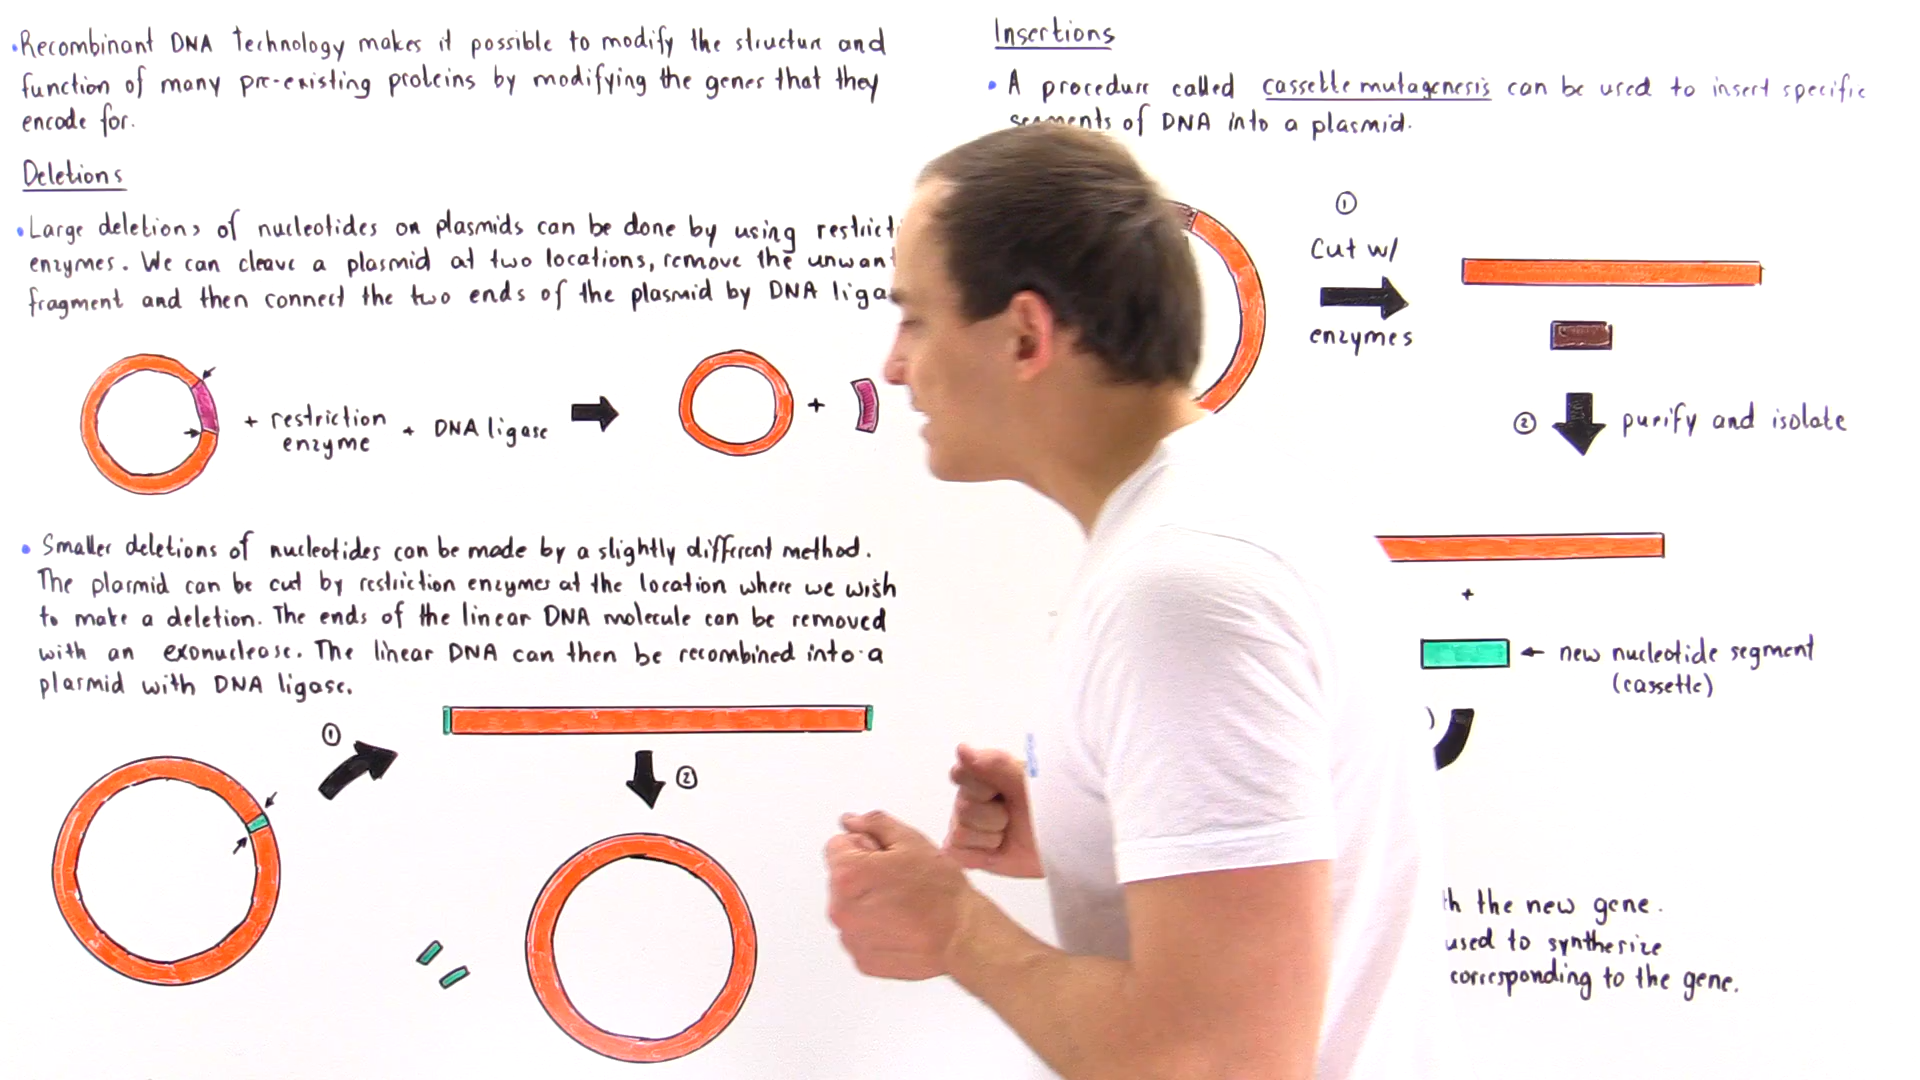 •Recombinant DNA technology makes it possible to modify the structure and
function of many pre-existing proteins by modifying the genes that they
encode for.
Deletions
•Large deletions of nucleotides on plasmids can be done by using
enzymes. We can cleave a plasmid at two locations, remove the
fragment and then connect the two ends of the plasmid by DNA
+ restriction
enzyme
+ DNA ligase
+
• Smaller deletions of nucleotides can be made by a slightly different method.
The plasmid can be cut by restriction enzymes at the location where we wish
to make a deletion. The ends of the linear DNA molecule can be removed
with an exonuclease. The linear DNA can then be recombined into a
plasmid with DNA ligase.
①
②
Insertions
• A procedure called cassette mutagenesis can be used to insert specific
segments of DNA into a plasmid.
①
Cut w/
enzymes
② purify and isolate
+
← new nucleotide segment
(cassette)
the new gene.
used to synthesize
corresponding to the gene.